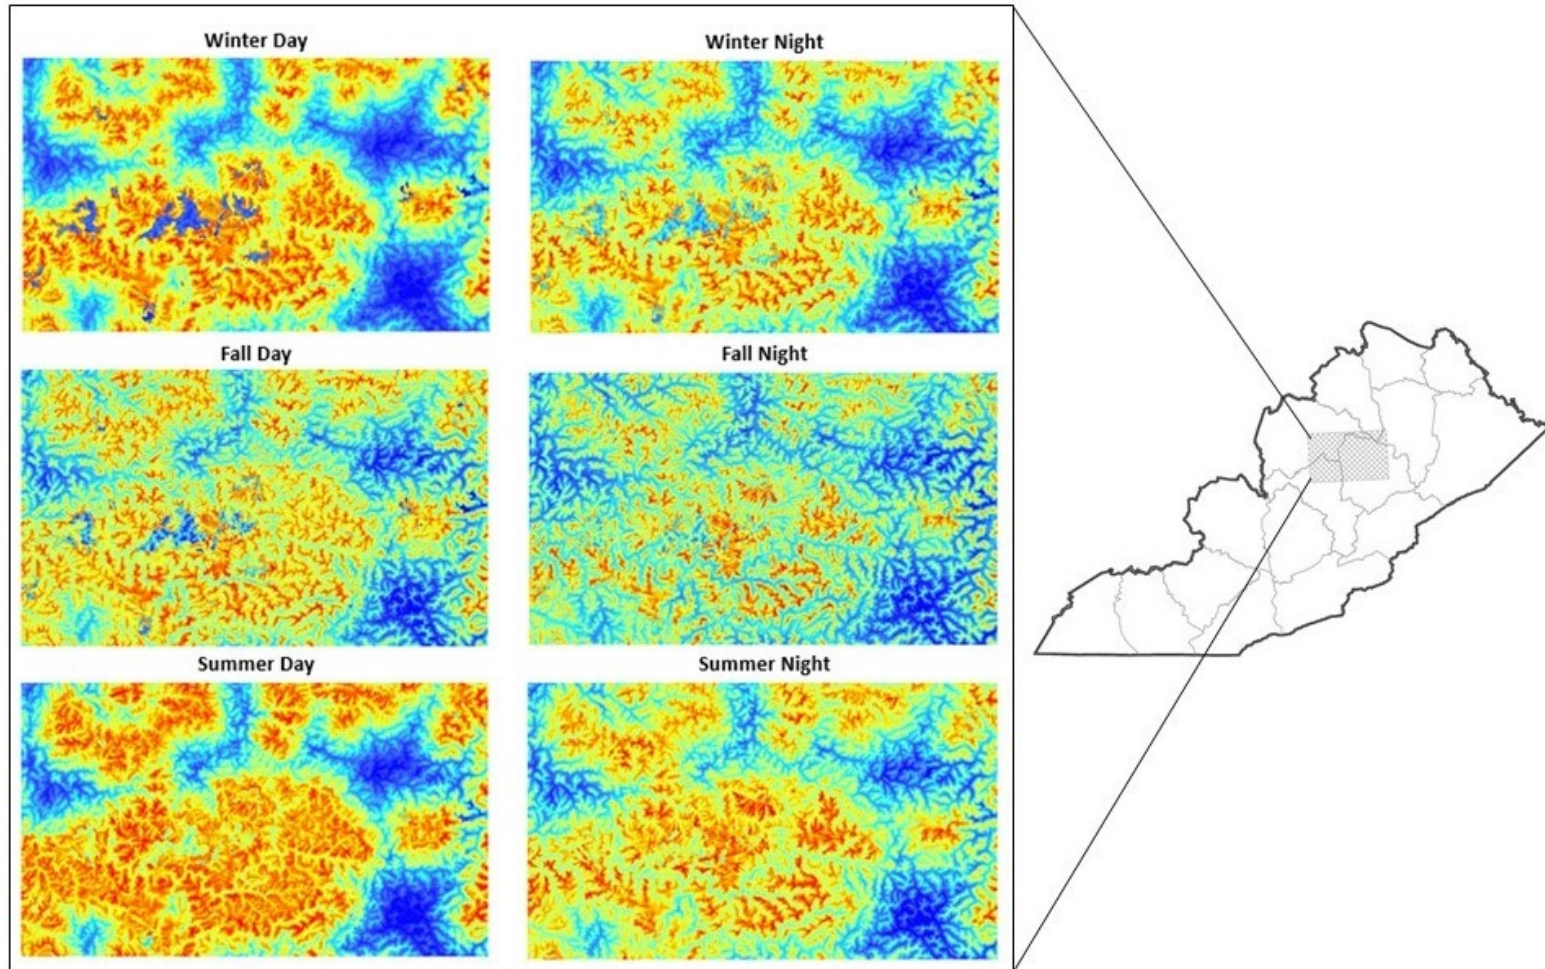 Winter Day
Winter Night
Fall Day
Fall Night
Summer Day
Summer Night